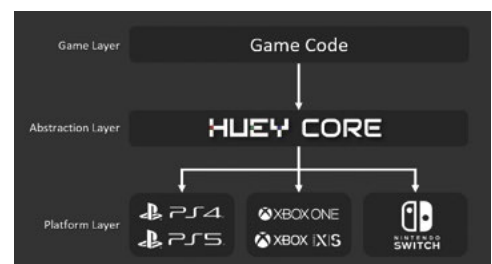 Game Layer
Game Code
Abstraction Layer
HUEY CORE
Platform Layer
PS4
PS5
XBOX ONE
XBOX X|S
NINTENDO
SWITCH